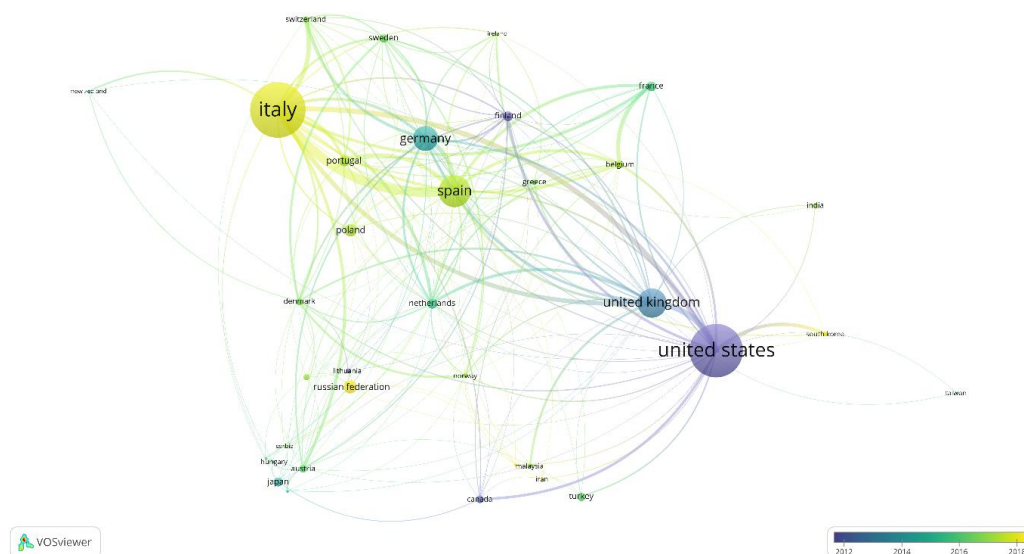 switzerland
sweden
ireland
new zealand
france
italy
finland
germany
portugal
belgium
greece
spain
india
poland
denmark
netherlands
united kingdom
south korea
united states
lithuania
norway
russian federation
taiwan
serbia
hungary
austria
malaysia
japan
iran
canada
turkey
VOSviewer
2012
2014
2016
2018